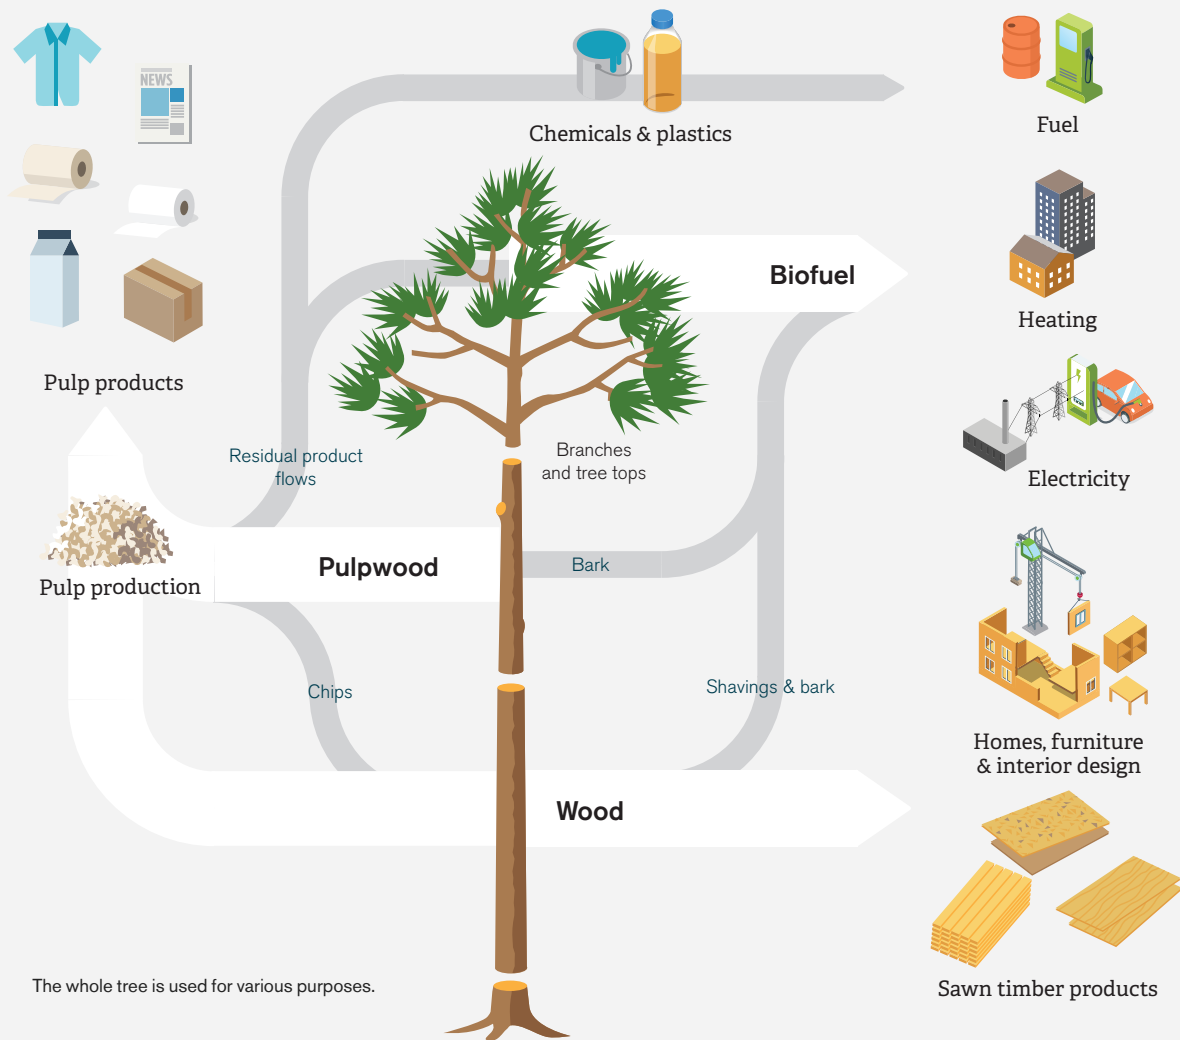 NEWS
Chemicals & plastics
Fuel
Biofuel
Heating
Pulp products
Residual product
flows
Branches
and tree tops
Electricity
Pulpwood
Bark
Pulp production
Chips
Shavings & bark
Homes, furniture
& interior design
Wood
The whole tree is used for various purposes.
Sawn timber products